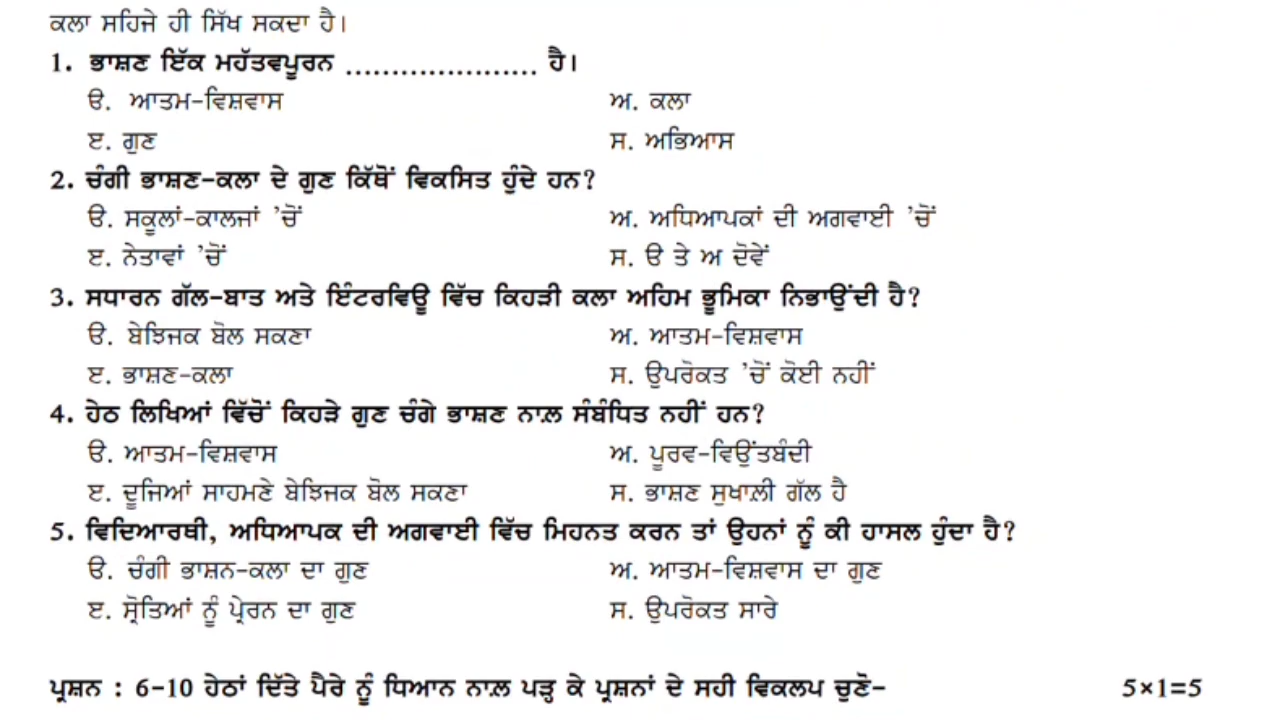 ਕਲਾ ਸਹਿਜੇ ਹੀ ਸਿੱਖ ਸਕਦਾ ਹੈ।
1. ਭਾਸ਼ਣ ਇੱਕ ਮਹੱਤਵਪੂਰਨ ..................... ਹੈ।
ੳ. ਆਤਮ-ਵਿਸ਼ਵਾਸ ਅ. ਕਲਾ
ੲ. ਗੁਣ ਸ. ਅਭਿਆਸ
2. ਚੰਗੀ ਭਾਸ਼ਣ-ਕਲਾ ਦੇ ਗੁਣ ਕਿੱਥੋਂ ਵਿਕਸਿਤ ਹੁੰਦੇ ਹਨ?
ੳ. ਸਕੂਲਾਂ-ਕਾਲਜਾਂ ’ਚੋਂ ਅ. ਅਧਿਆਪਕਾਂ ਦੀ ਅਗਵਾਈ ’ਚੋਂ
ੲ. ਨੇਤਾਵਾਂ ’ਚੋਂ ਸ. ੳ ਤੇ ਅ ਦੋਵੇਂ
3. ਸਧਾਰਨ ਗੱਲ-ਬਾਤ ਅਤੇ ਇੰਟਰਵਿਊ ਵਿੱਚ ਕਿਹੜੀ ਕਲਾ ਅਹਿਮ ਭੂਮਿਕਾ ਨਿਭਾਉਂਦੀ ਹੈ?
ੳ. ਬੇਝਿਜਕ ਬੋਲ ਸਕਣਾ ਅ. ਆਤਮ-ਵਿਸ਼ਵਾਸ
ੲ. ਭਾਸ਼ਣ-ਕਲਾ ਸ. ਉਪਰੋਕਤ ’ਚੋਂ ਕੋਈ ਨਹੀਂ
4. ਹੇਠ ਲਿਖਿਆਂ ਵਿੱਚੋਂ ਕਿਹੜੇ ਗੁਣ ਚੰਗੇ ਭਾਸ਼ਣ ਨਾਲ਼ ਸੰਬੰਧਿਤ ਨਹੀਂ ਹਨ?
ੳ. ਆਤਮ-ਵਿਸ਼ਵਾਸ ਅ. ਪੂਰਵ-ਵਿਉਂਤਬੰਦੀ
ੲ. ਦੂਜਿਆਂ ਸਾਹਮਣੇ ਬੇਝਿਜਕ ਬੋਲ ਸਕਣਾ ਸ. ਭਾਸ਼ਣ ਸੁਖਾਲ਼ੀ ਗੱਲ ਹੈ
5. ਵਿਦਿਆਰਥੀ, ਅਧਿਆਪਕ ਦੀ ਅਗਵਾਈ ਵਿੱਚ ਮਿਹਨਤ ਕਰਨ ਤਾਂ ਉਹਨਾਂ ਨੂੰ ਕੀ ਹਾਸਲ ਹੁੰਦਾ ਹੈ?
ੳ. ਚੰਗੀ ਭਾਸ਼ਨ-ਕਲਾ ਦਾ ਗੁਣ ਅ. ਆਤਮ-ਵਿਸ਼ਵਾਸ ਦਾ ਗੁਣ
ੲ. ਸ੍ਰੋਤਿਆਂ ਨੂੰ ਪ੍ਰੇਰਨ ਦਾ ਗੁਣ ਸ. ਉਪਰੋਕਤ ਸਾਰੇ
ਪ੍ਰਸ਼ਨ : 6-10 ਹੇਠਾਂ ਦਿੱਤੇ ਪੈਰੇ ਨੂੰ ਧਿਆਨ ਨਾਲ਼ ਪੜ੍ਹ ਕੇ ਪ੍ਰਸ਼ਨਾਂ ਦੇ ਸਹੀ ਵਿਕਲਪ ਚੁਣੋ- 5×1=5